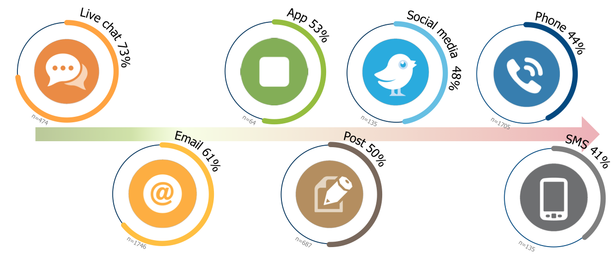 Live chat 73%
n=474
App 53%
n=64
Social media 48%
n=135
Phone 44%
n=1705
Email 61%
@
n=1746
Post 50%
n=687
SMS 41%
n=135